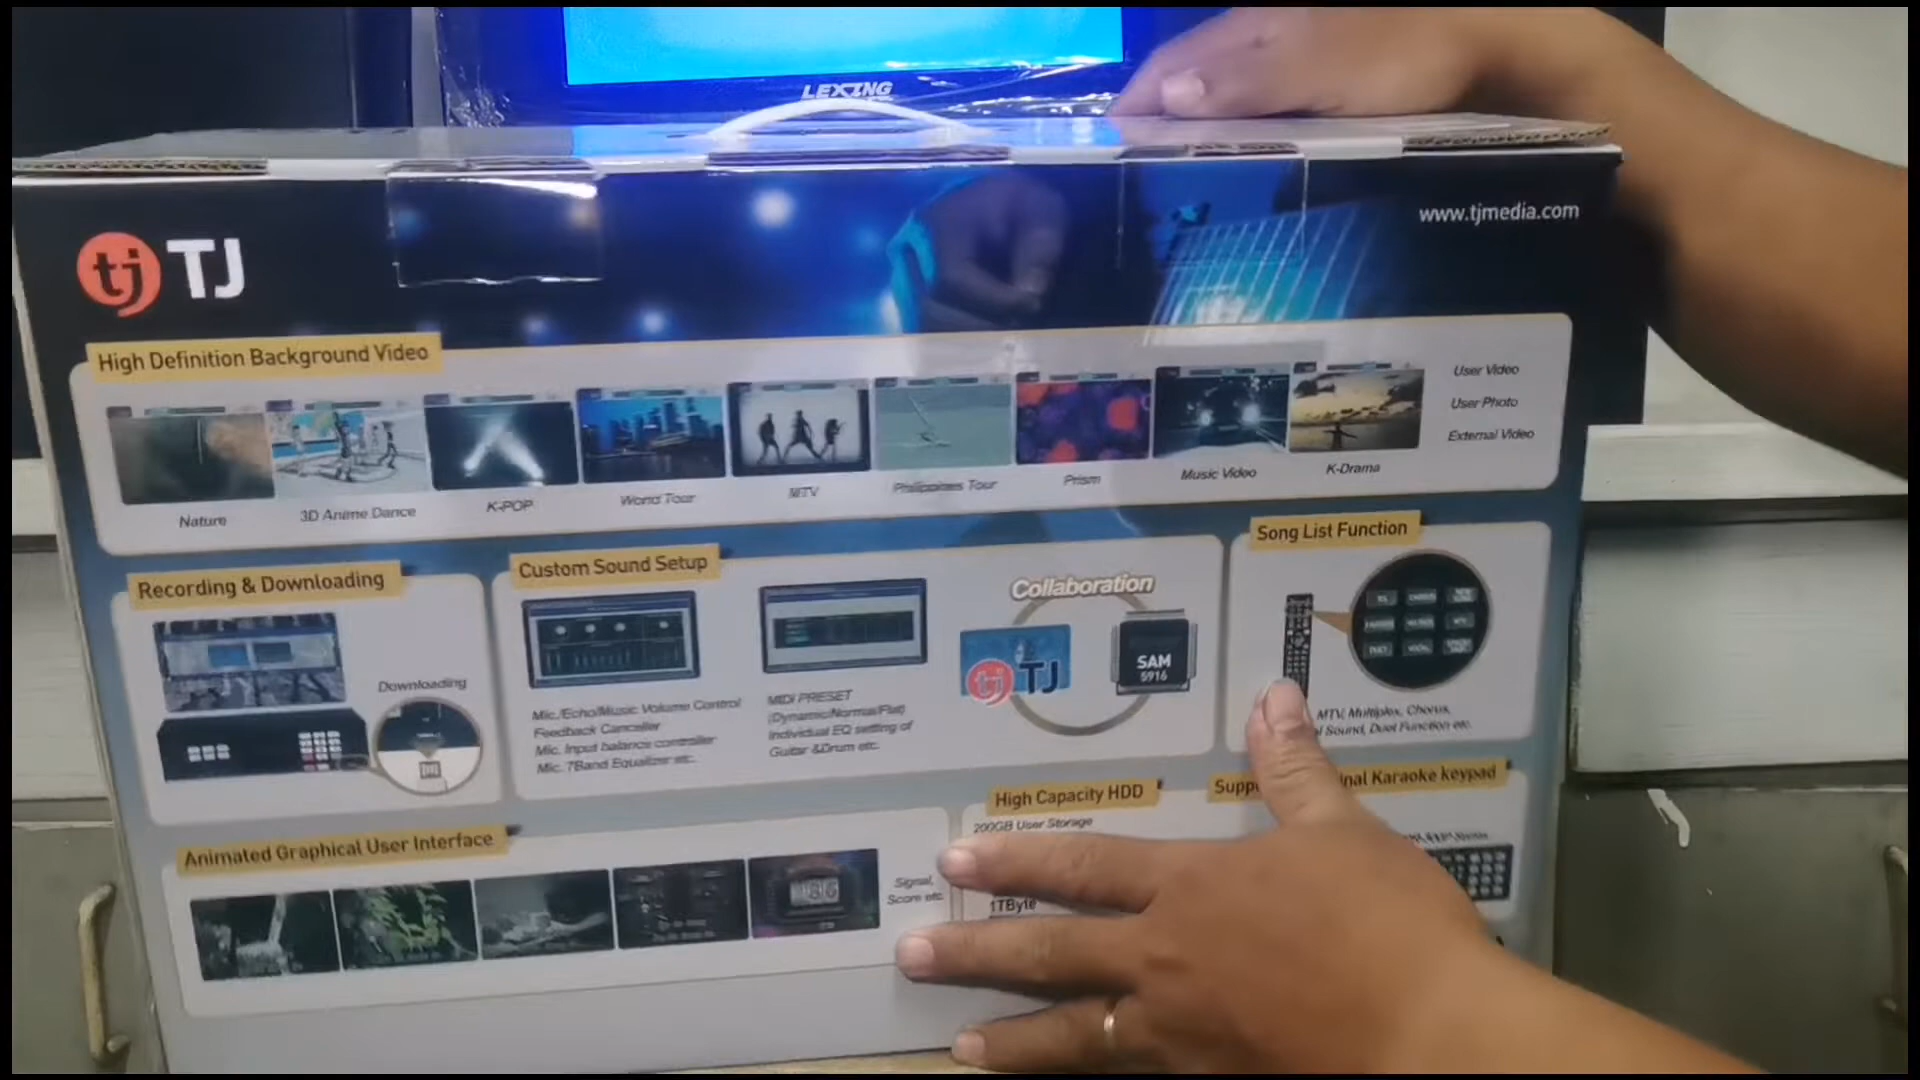 LEXING
www.tjmedia.com
tj TJ
High Definition Background Video
Nature
3D Anime Dance
K-POP
World Tour
MTV
Philippines Tour
Prism
Music Video
K-Drama
User Video
User Photo
External Video
Recording & Downloading
Downloading
Custom Sound Setup
Mic./Echo/Music Volume Control
Feedback Canceller
Mic. Input balance controller
Mic. 7Band Equalizer etc.
MIDI PRESET
(Dynamic/Normal/Flat)
Individual EQ setting of
Guitar &Drum etc.
Collaboration
tj TJ
SAM
5916
Song List Function
MTV, Multiplex, Chorus,
l Sound, Duet Function etc.
Animated Graphical User Interface
Signal,
Score etc.
High Capacity HDD
200GB User Storage
1TByte
Supp
nal Karaoke keypad